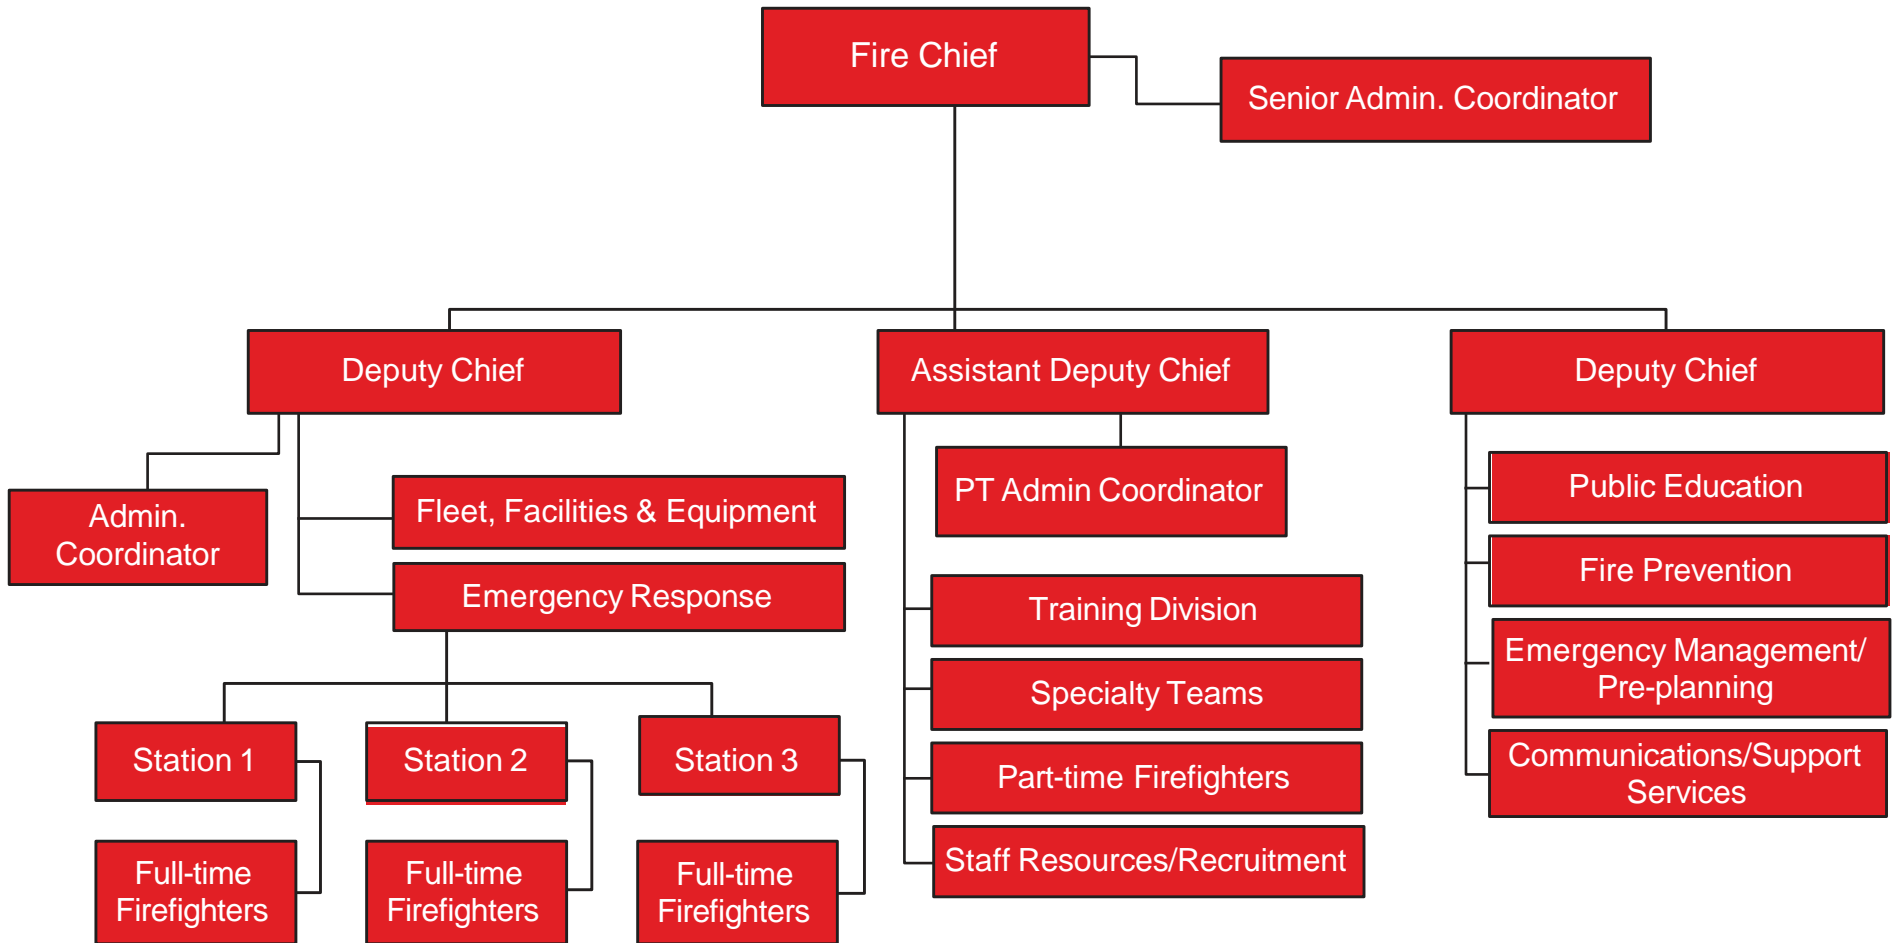 Fire Chief
Senior Admin. Coordinator
Deputy Chief
Assistant Deputy Chief
Deputy Chief
Admin.
Coordinator
Fleet, Facilities & Equipment
Emergency Response
Station 1
Station 2
Station 3
Full-time
Firefighters
Full-time
Firefighters
Full-time
Firefighters
PT Admin Coordinator
Training Division
Specialty Teams
Part-time Firefighters
Staff Resources/Recruitment
Public Education
Fire Prevention
Emergency Management/
Pre-planning
Communications/Support
Services